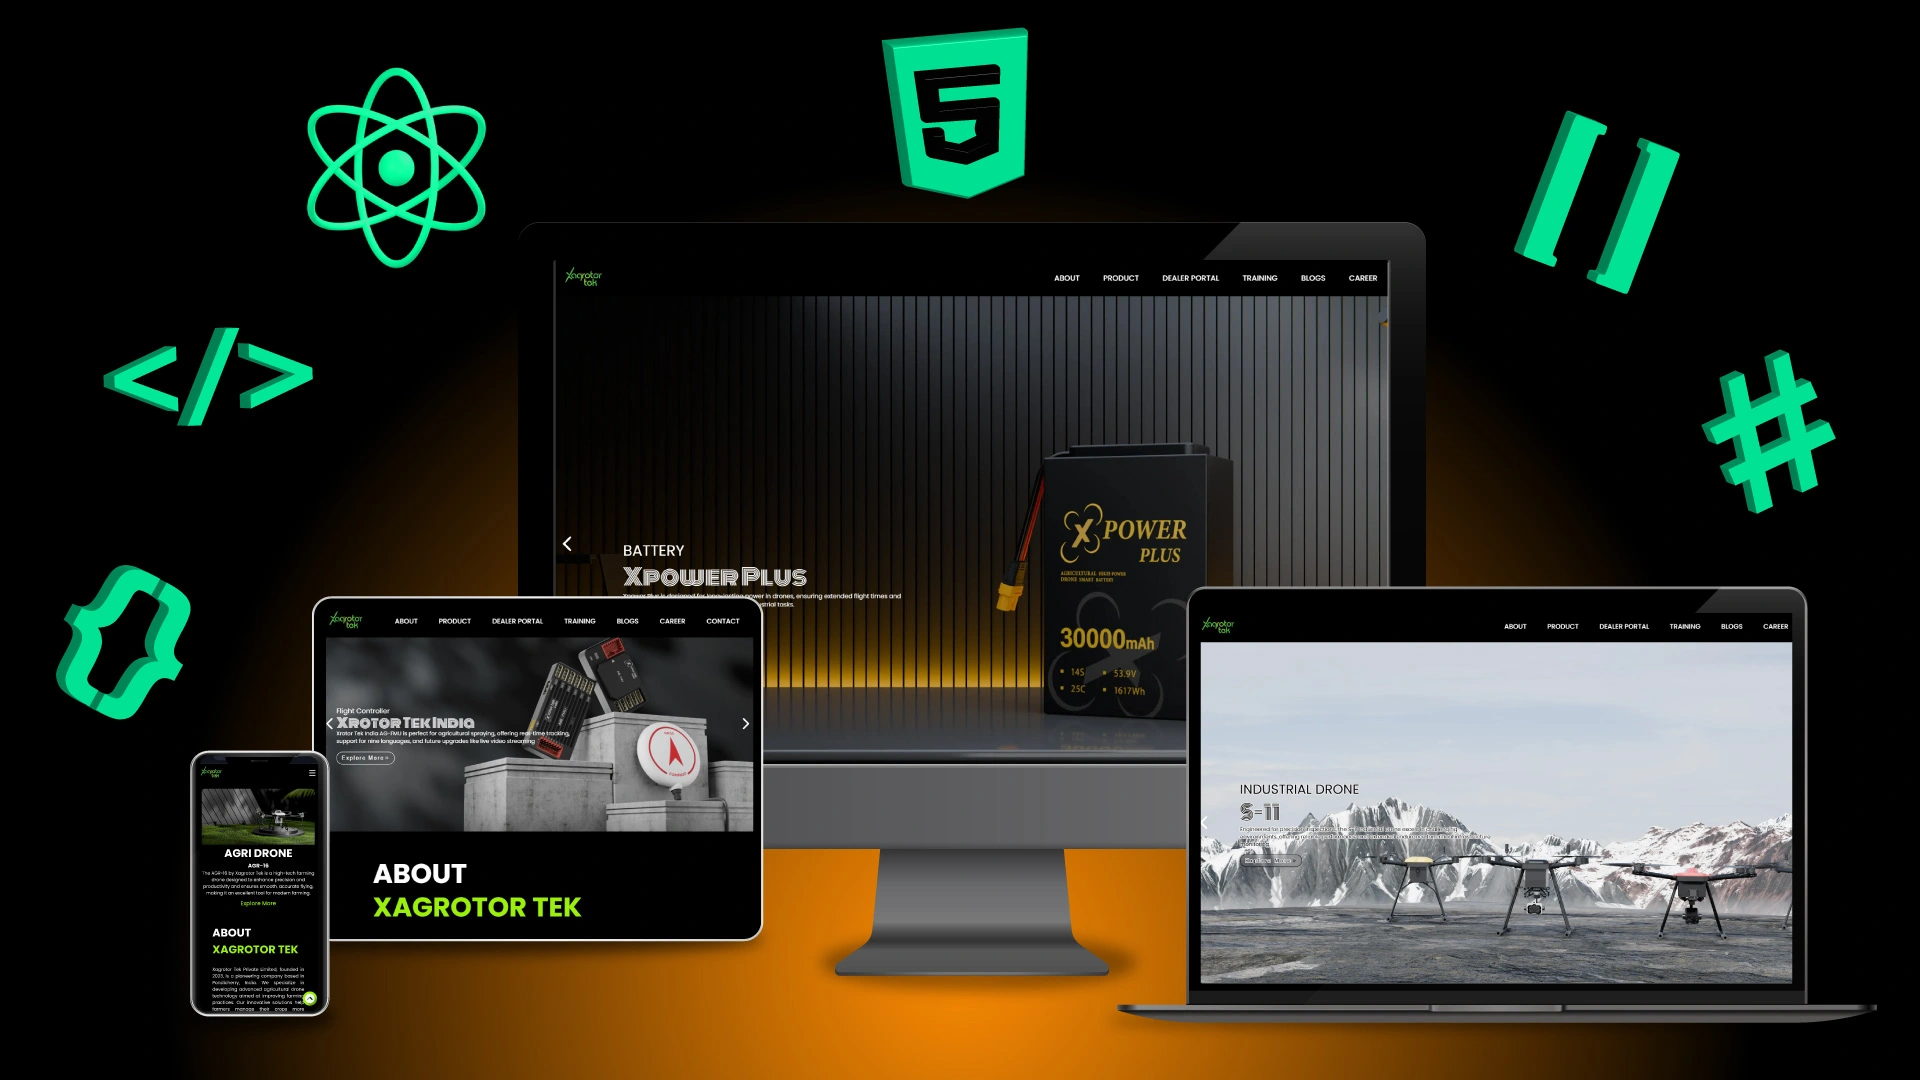 5
</>
[]
#
{}
Xagrotor
tek
ABOUT PRODUCT DEALER PORTAL TRAINING BLOGS CAREER
BATTERY
XPOWER PLUS
Xpower Plus is designed for long-lasting power in drones, ensuring extended flight times and
ustrial tasks.
X POWER
PLUS
AGRICULTURAL HIGH-POWER
DRONE SMART BATTERY
30000mAh
14S 53.9V
25C 1617Wh
Xagrotor
tek
ABOUT PRODUCT DEALER PORTAL TRAINING BLOGS CAREER CONTACT
Flight Controller
XROTOR TEK INDIA
Xrotor Tek India AG-FMU is perfect for agricultural spraying, offering real-time tracking,
support for nine languages, and future upgrades like live video streaming
Explore More »
ABOUT
XAGROTOR TEK
Xagrotor
tek
AGRI DRONE
AGR-16
The AGR-16 by Xagrotor Tek is a high-tech farming
drone designed to enhance precision and
productivity and ensures smooth, accurate flying,
making it an excellent tool for modern farming.
Explore More
ABOUT
XAGROTOR TEK
Xagrotor Tek Private Limited, founded in
2023, is a pioneering company based in
Pondicherry, India. We specialize in
developing advanced agricultural drone
technology aimed at improving farming
practices. Our innovative solutions help
farmers manage their crops more
Xagrotor
tek
ABOUT PRODUCT DEALER PORTAL TRAINING BLOGS CAREER
INDUSTRIAL DRONE
S-11
Engineered for precision
Explore More